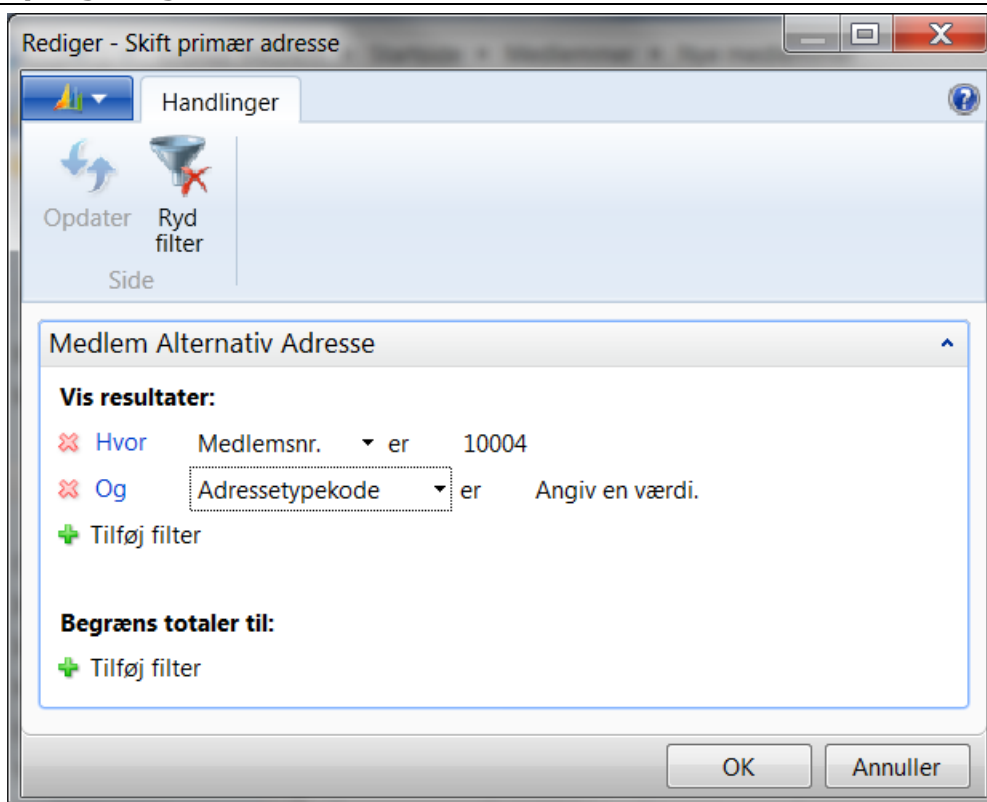 Rediger - Skift primær adresse
Handlinger
Opdater
Ryd
filter
Side
Medlem Alternativ Adresse
Vis resultater:
Hvor Medlemsnr. er 10004
Og Adressetypekode er Angiv en værdi.
Tilføj filter
Begræns totaler til:
Tilføj filter
OK Annuller